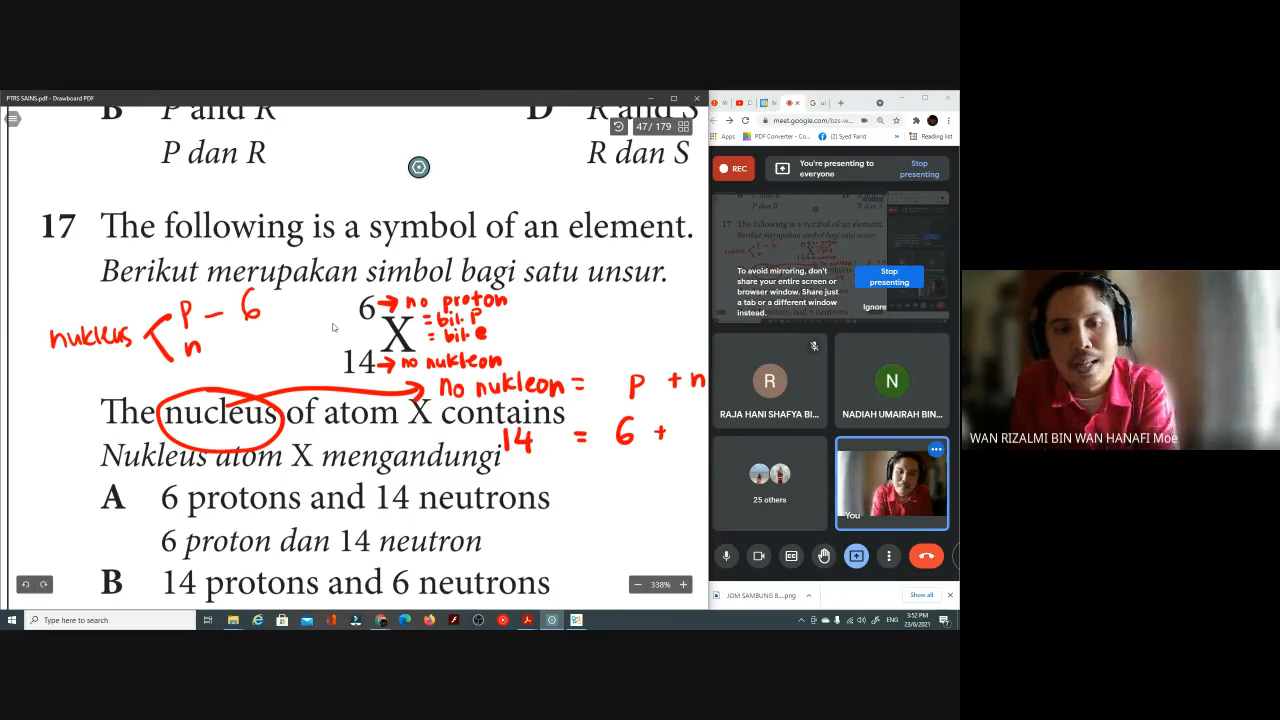 PTRS SAINS.pdf - Drawboard PDF
47 / 179
B P and R
P dan R
D R and S
R dan S
17 The following is a symbol of an element.
Berikut merupakan simbol bagi satu unsur.
nukleus p - 6
n
6 → no proton
= bil. p
= bil. e
X
14 → no nukleon
no nukleon = p + n
The nucleus of atom X contains
14 = 6 +
Nukleus atom X mengandungi
A 6 protons and 14 neutrons
6 proton dan 14 neutron
B 14 protons and 6 neutrons
338%
meet.google.com/bzs-w...
Apps
PDF Converter - Co...
(2) Syed Farid
Reading list
REC
You're presenting to everyone
Stop presenting
To avoid mirroring, don't share your entire screen or browser window. Share just a tab or a different window instead.
Stop presenting
Ignore
R
RAJA HANI SHAFYA BI...
N
NADIAH UMAIRAH BIN...
25 others
You
WAN RIZALMI BIN WAN HANAFI Moe
JOM SAMBUNG B....png
Show all
Type here to search
ENG
3:52 PM
23/6/2021